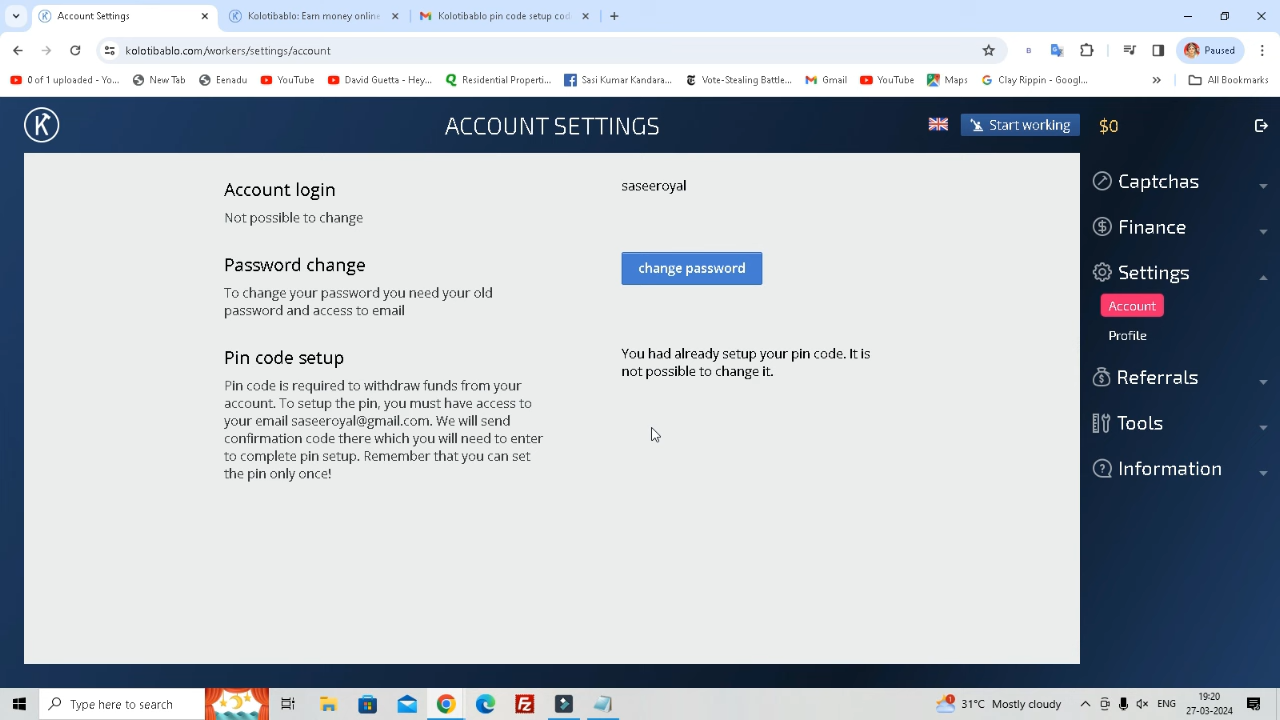 Account Settings
Kolotibablo: Earn money online
Kolotibablo pin code setup cod
kolotibablo.com/workers/settings/account
Paused
0 of 1 uploaded - Yo...
New Tab
Eenadu
YouTube
David Guetta - Hey...
Residential Properti...
Sasi Kumar Kandara...
Vote-Stealing Battle...
Gmail
YouTube
Maps
Clay Rippin - Googl...
»
All Bookmarks
K
ACCOUNT SETTINGS
Start working
$0
Account login
Not possible to change
saseeroyal
Password change
To change your password you need your old
password and access to email
change password
Pin code setup
Pin code is required to withdraw funds from your
account. To setup the pin, you must have access to
your email saseeroyal@gmail.com. We will send
confirmation code there which you will need to enter
to complete pin setup. Remember that you can set
the pin only once!
You had already setup your pin code. It is
not possible to change it.
Captchas
Finance
Settings
Account
Profile
Referrals
Tools
Information
Type here to search
31°C Mostly cloudy
ENG
19:20
27-03-2024